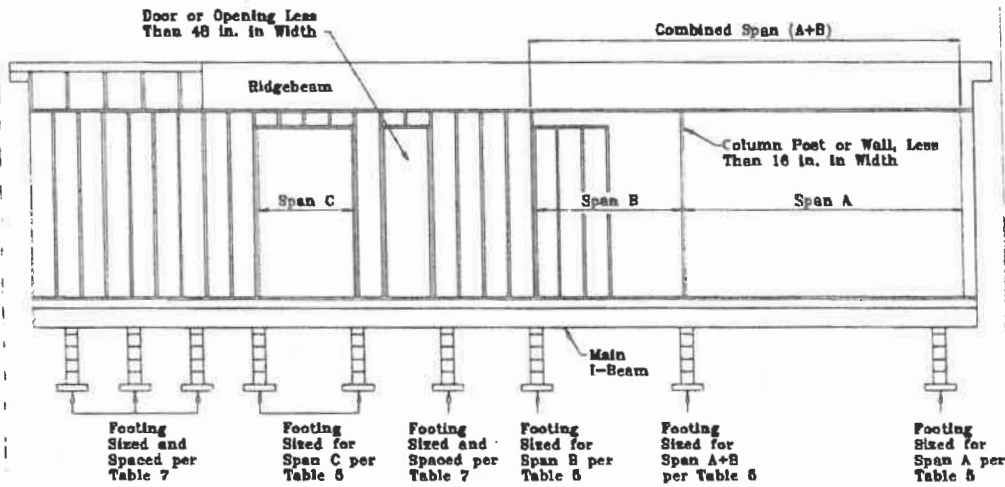 Door or Opening Less
Than 48 in. in Width
Combined Span (A+B)
Ridgebeam
Column Post or Wall, Less
Than 16 in. in Width
Span C
Span B
Span A
Main
I-Beam
Footing
Sized and
Spaced per
Table 7
Footing
Sized for
Span C per
Table 5
Footing
Sized and
Spaced per
Table 7
Footing
Sized for
Span B per
Table 5
Footing
Sized for
Span A+B
per Table 5
Footing
Sized for
Span A per
Table 5